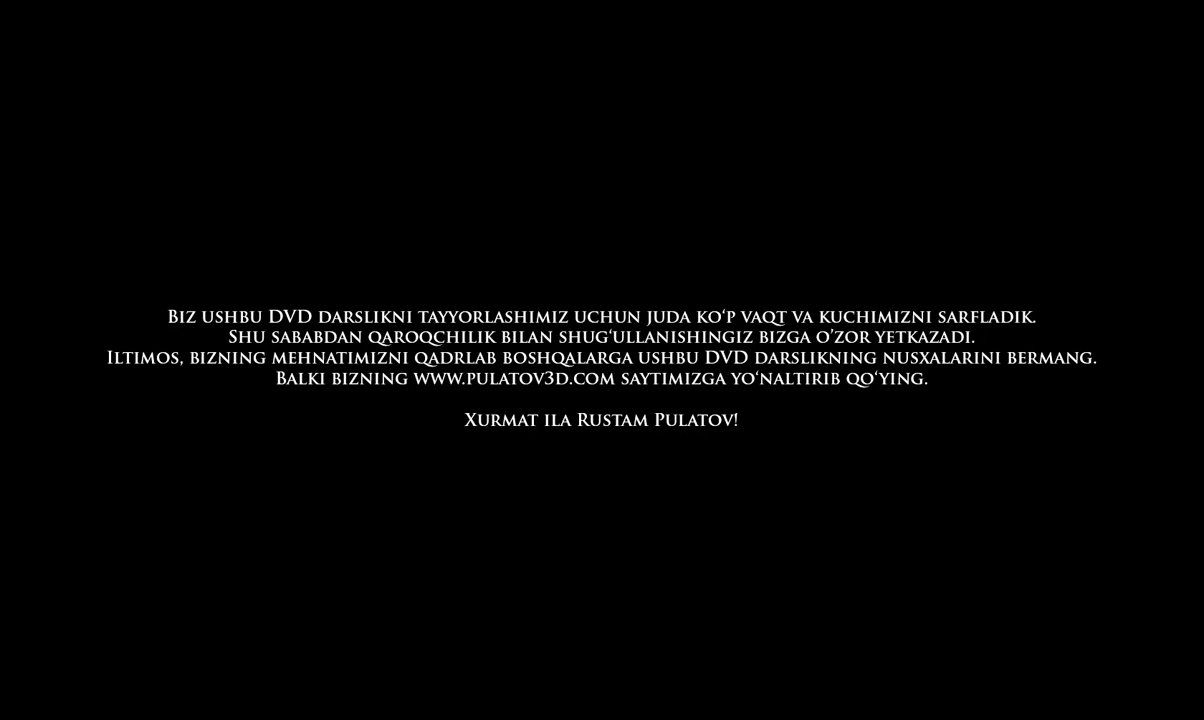 Biz ushbu DVD darslikni tayyorlashimiz uchun juda ko‘p vaqt va kuchimizni sarfladik.
Shu sababdan qaroqchilik bilan shug‘ullanishingiz bizga o’zor yetkazadi.
Iltimos, bizning mehnatimizni qadrlab boshqalarga ushbu DVD darslikning nusxalarini bermang.
Balki bizning www.pulatov3d.com saytimizga yo‘naltirib qo‘ying.
Xurmat ila Rustam Pulatov!